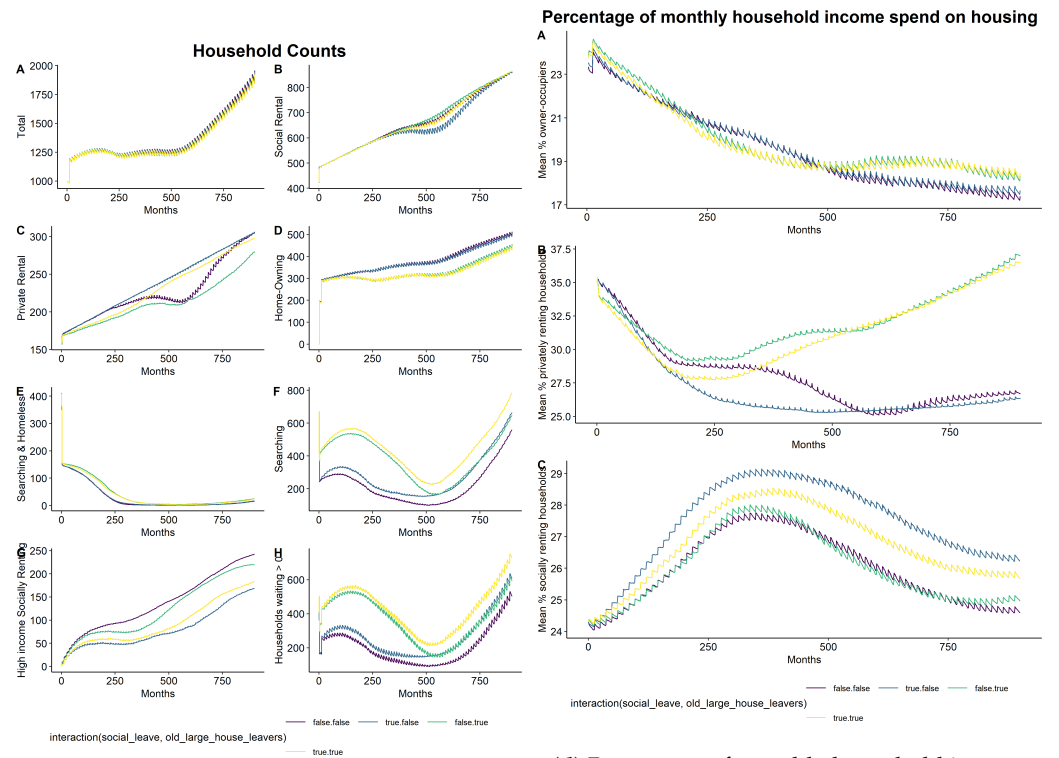 Household Counts
A
2000
1750
1500
1250
1000
Total
0 250 500 750
Months
B
800
700
600
500
400
Social Rental
0 250 500 750
Months
C
300
250
200
150
Private Rental
0 250 500 750
Months
D
500
400
300
200
100
0
Home-Owning
0 250 500 750
Months
E
400
300
200
100
0
Searching & Homeless
0 250 500 750
Months
F
800
600
400
200
Searching
0 250 500 750
Months
G
250
200
150
100
50
0
High income Socially Renting
0 250 500 750
Months
H
600
400
200
Households waiting > 0
0 250 500 750
Months
false.false true.false false.true
interaction(social_leave, old_large_house_leavers)
true.true
Percentage of monthly household income spend on housing
A
23
21
19
17
Mean % owner-occupiers
0 250 500 750
Months
B
37.5
35.0
32.5
30.0
27.5
25.0
Mean % privately renting households
0 250 500 750
Months
C
29
28
27
26
25
24
Mean % socially renting households
0 250 500 750
Months
false.false true.false false.true
interaction(social_leave, old_large_house_leavers)
true.true